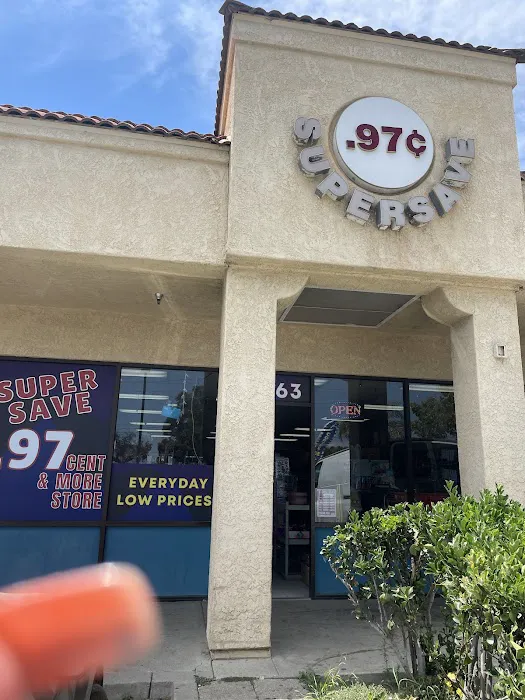 .97¢
SUPERSAVE
SUPER
SAVE
.97
CENT
& MORE
STORE
EVERYDAY
LOW PRICES
63
OPEN